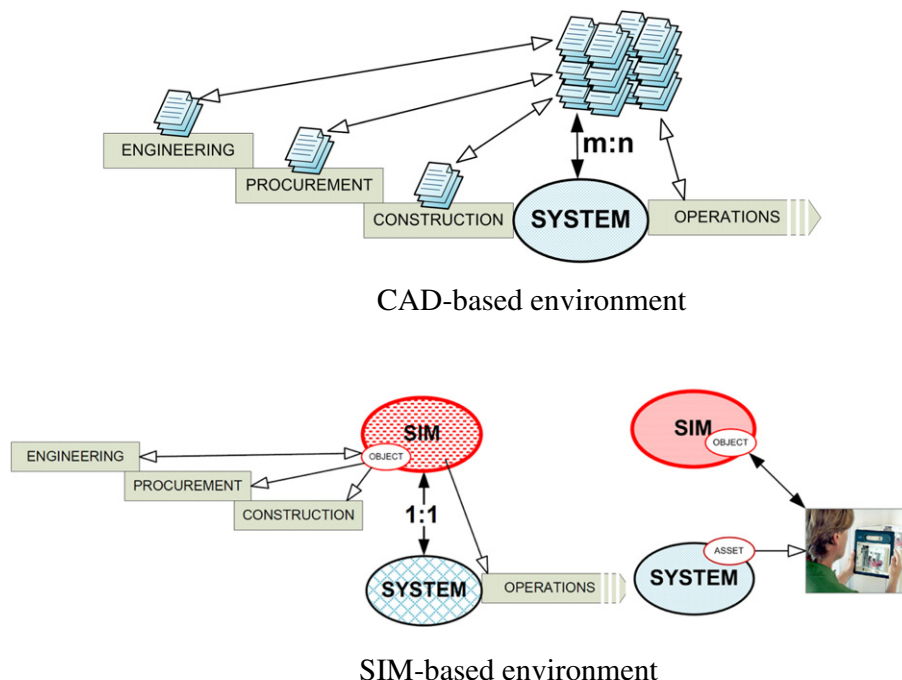 ENGINEERING
PROCUREMENT
CONSTRUCTION
m:n
SYSTEM
OPERATIONS
CAD-based environment
SIM
OBJECT
ENGINEERING
PROCUREMENT
CONSTRUCTION
1:1
SYSTEM
OPERATIONS
SIM
OBJECT
ASSET
SYSTEM
SIM-based environment